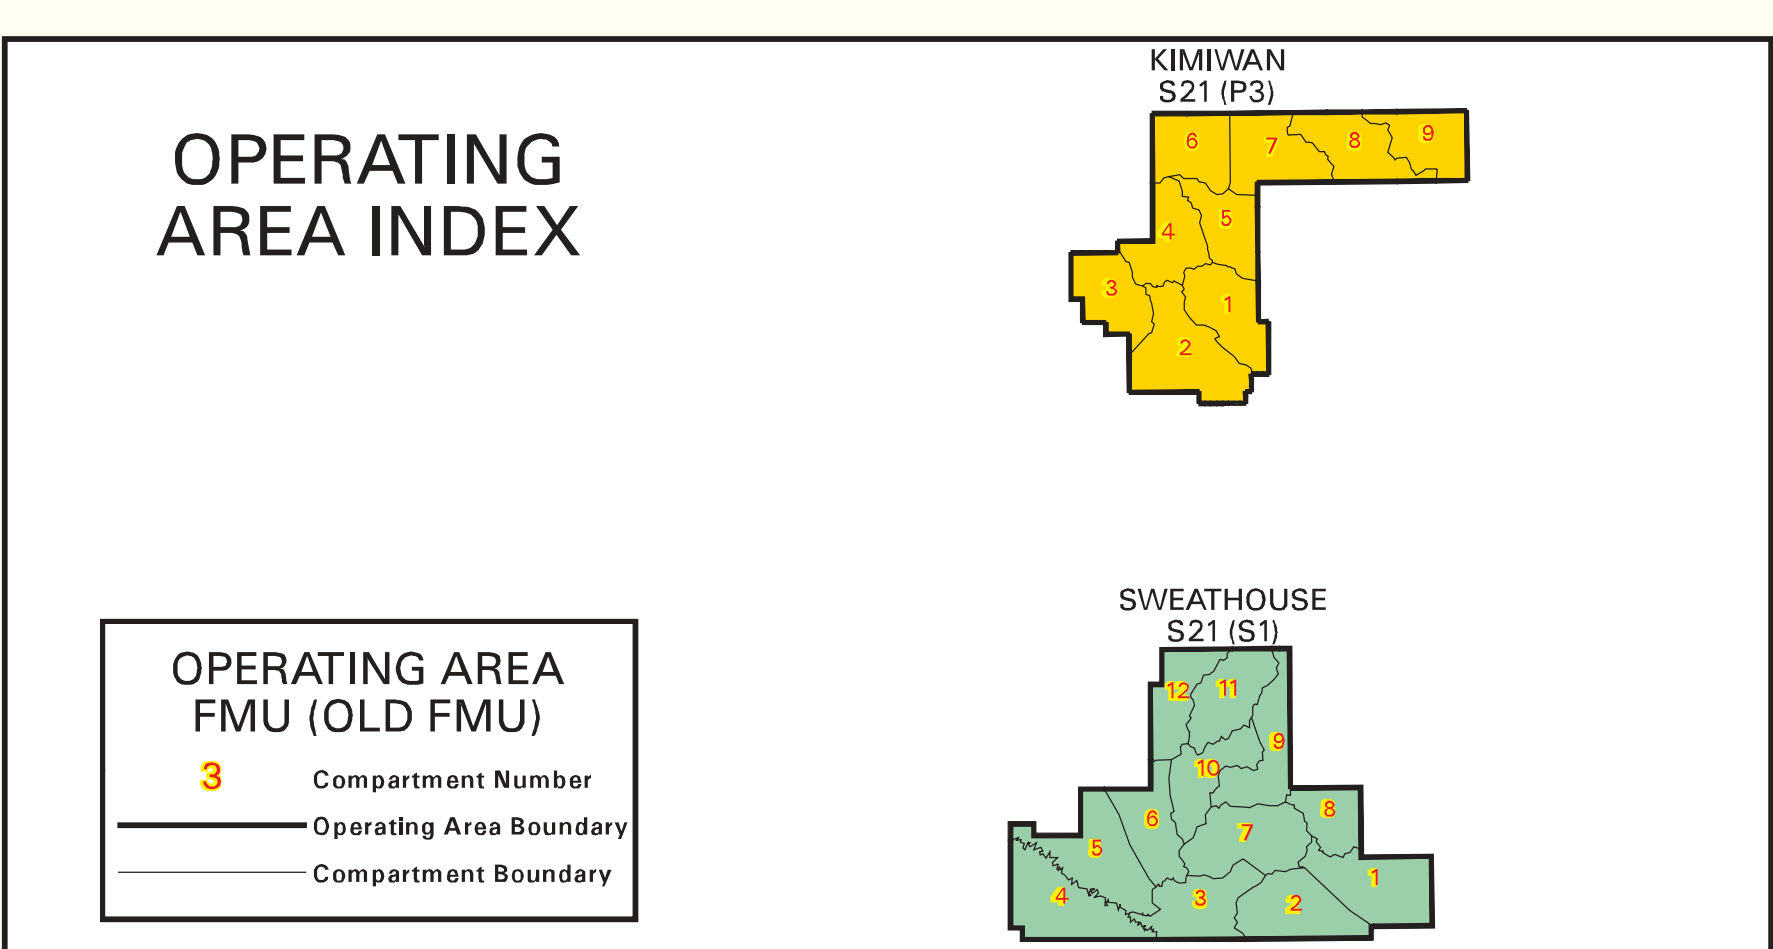 OPERATING
AREA INDEX
KIMIWAN
S21 (P3)
6
7
8
9
5
4
3
1
2
SWEATHOUSE
S21 (S1)
12
11
9
10
8
6
7
5
1
4
3
2
OPERATING AREA
FMU (OLD FMU)
3 Compartment Number
Operating Area Boundary
Compartment Boundary